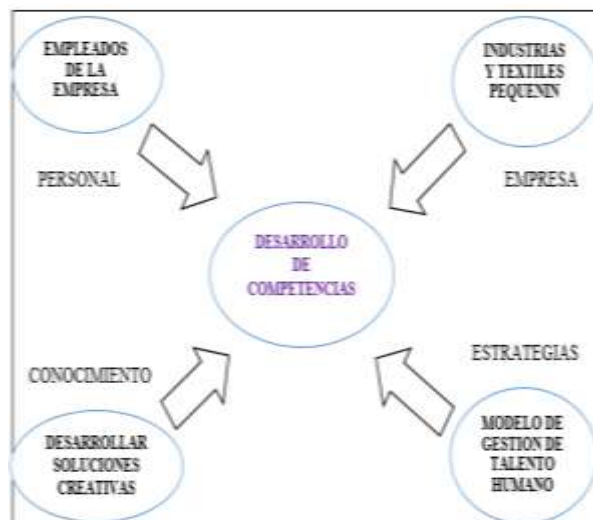 EMPLEADOS
DE LA
EMPRESA
INDUSTRIAS
Y TEXTILES
PEQUENIN
PERSONAL
EMPRESA
DESARROLLO
DE
COMPETENCIAS
CONOCIMIENTO
ESTRATEGIAS
DESARROLLAR
SOLUCIONES
CREATIVAS
MODELO DE
GESTION DE
TALENTO
HUMANO